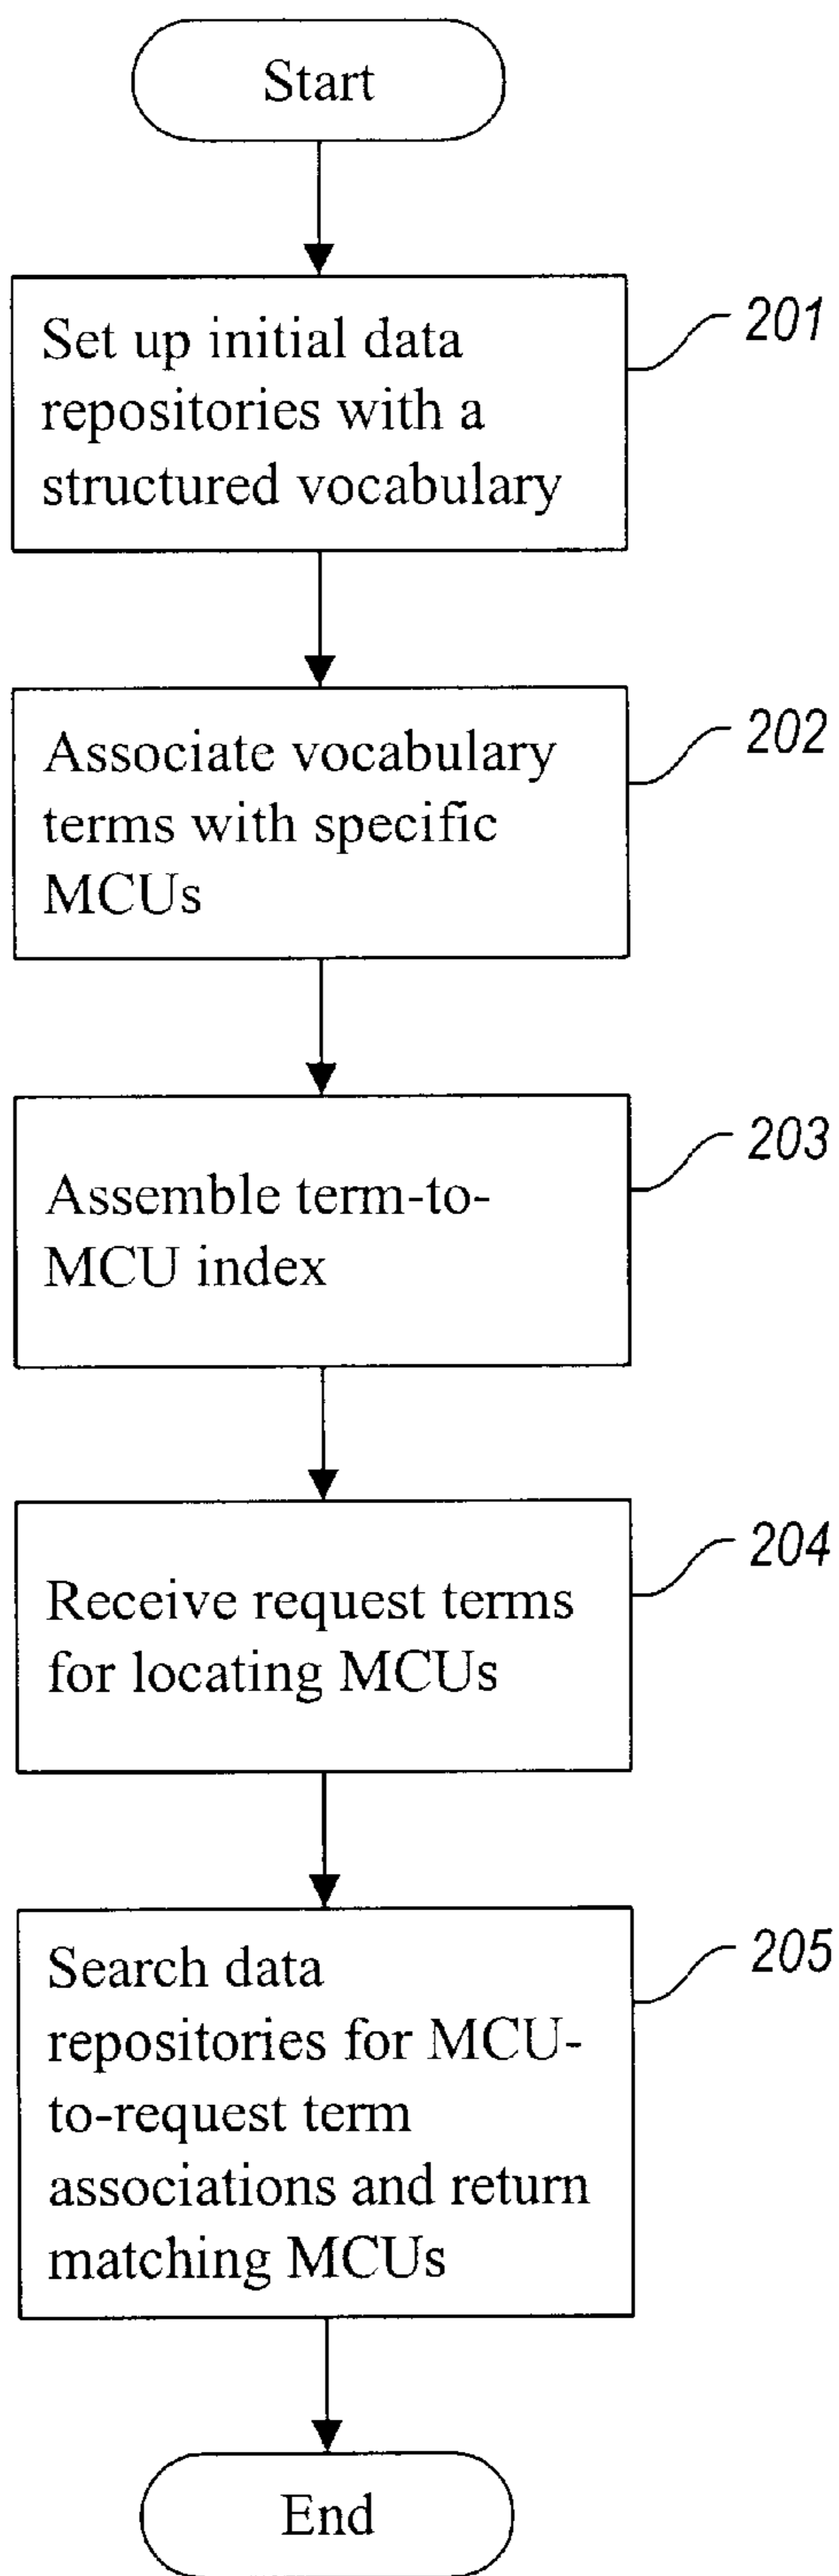 Start
Set up initial data
repositories with a
structured vocabulary
201
Associate vocabulary
terms with specific
MCUs
202
Assemble term-to-
MCU index
203
Receive request terms
for locating MCUs
204
Search data
repositories for MCU-
to-request term
associations and return
matching MCUs
205
End